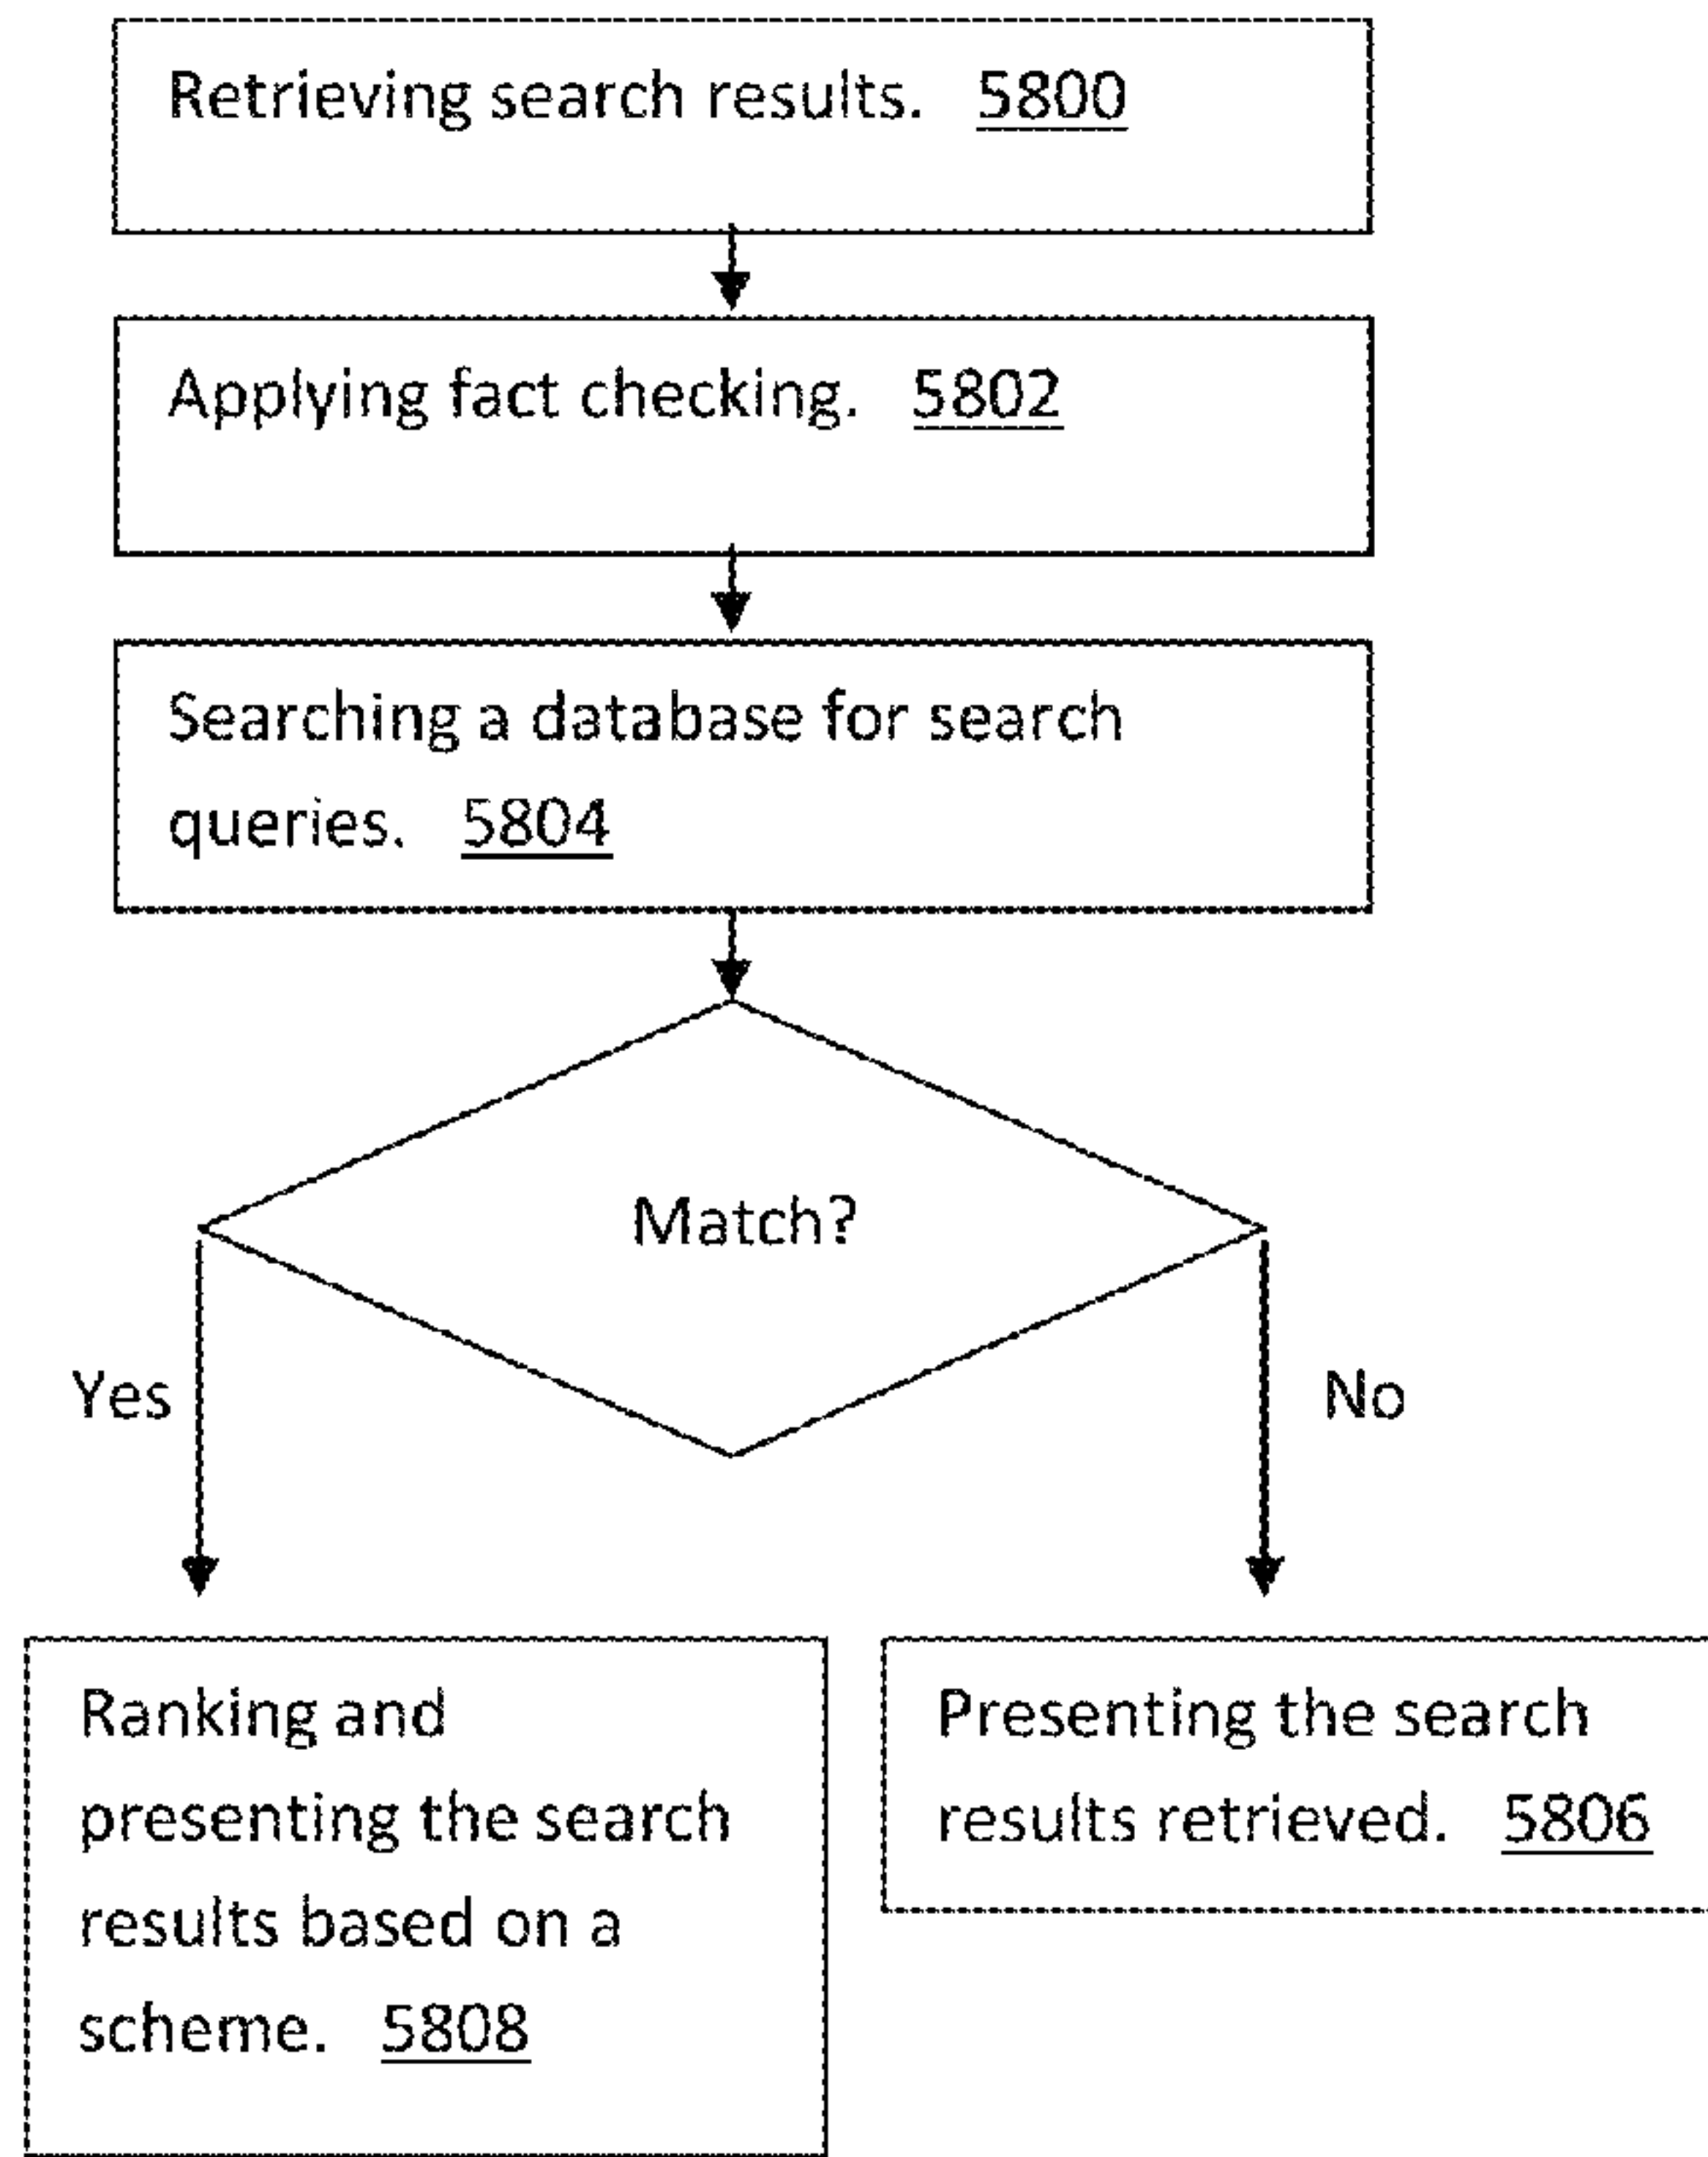 Retrieving search results. 5800
Applying fact checking. 5802
Searching a database for search
queries. 5804
Match?
Yes
No
Ranking and
presenting the search
results based on a
scheme. 5808
Presenting the search
results retrieved. 5806